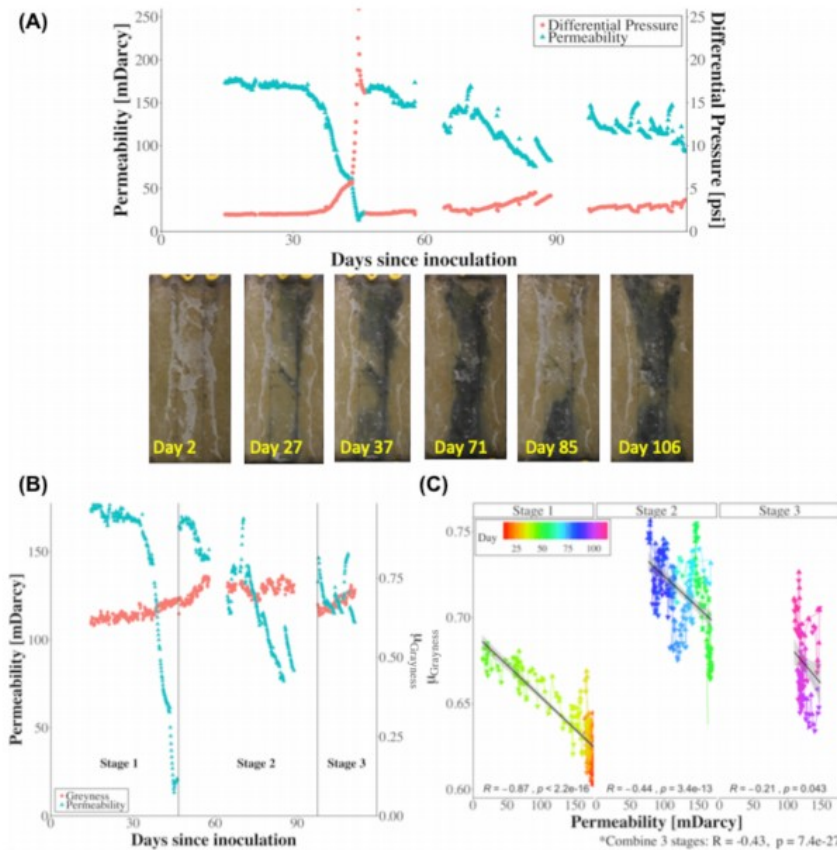 (A)
250
200
150
100
50
0
Permeability [mDarcy]
Differential Pressure
Permeability
25
20
15
10
5
0
Differential Pressure [psi]
0 30 60 90
Days since inoculation
Day 2 Day 27 Day 37 Day 71 Day 85 Day 106
(B)
150
100
50
0
Permeability [mDarcy]
0.75
0.50
0.25
0.00
μGrayness
Stage 1 Stage 2 Stage 3
Greyness
Permeability
0 30 60 90
Days since inoculation
(C)
Stage 1 Stage 2 Stage 3
Day
25 50 75 100
0.75
0.70
0.65
0.60
μGrayness
R = −0.87 , p < 2.2e-16 R = −0.44 , p = 3.4e-13 R = −0.21 , p = 0.043
0 50 100 150 0 50 100 150 0 50 100 150
Permeability [mDarcy]
*Combine 3 stages: R = -0.43, p = 7.4e-27